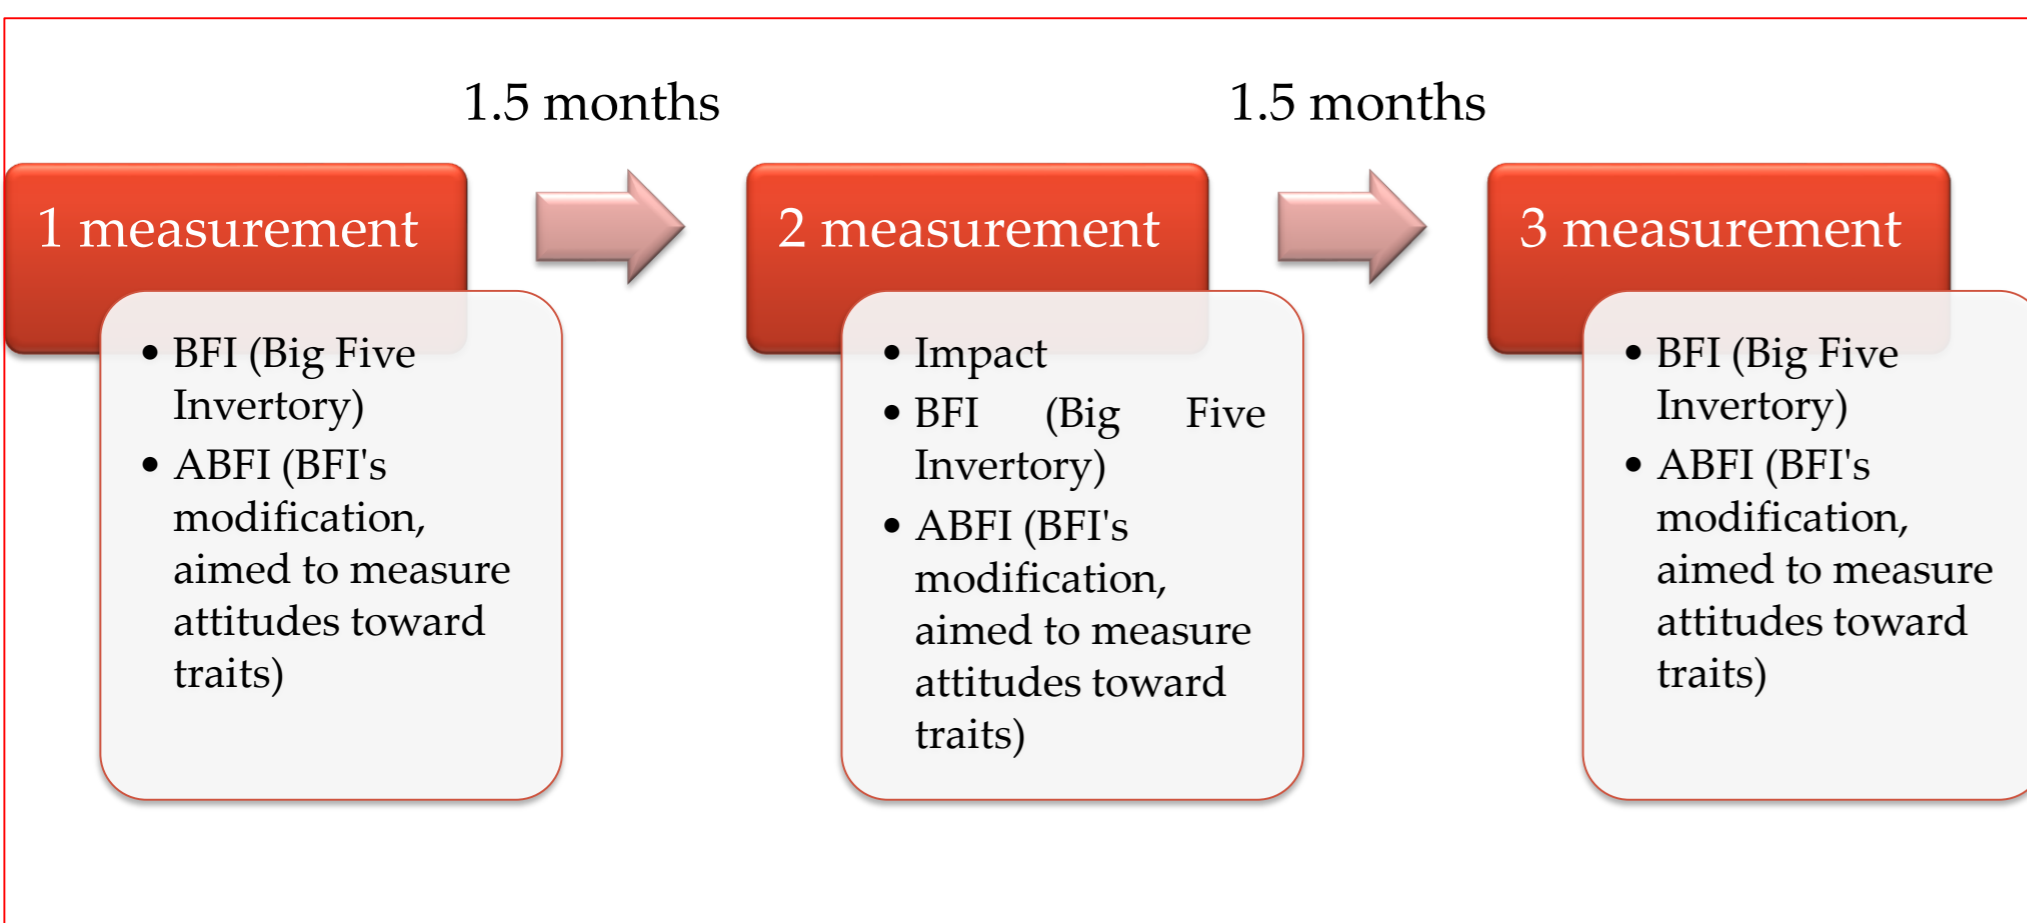 1.5 months
1.5 months
1 measurement
2 measurement
3 measurement
• BFI (Big Five
Invertory)
• ABFI (BFI's
modification,
aimed to measure
attitudes toward
traits)
• Impact
• BFI (Big Five
Invertory)
• ABFI (BFI's
modification,
aimed to measure
attitudes toward
traits)
• BFI (Big Five
Invertory)
• ABFI (BFI's
modification,
aimed to measure
attitudes toward
traits)